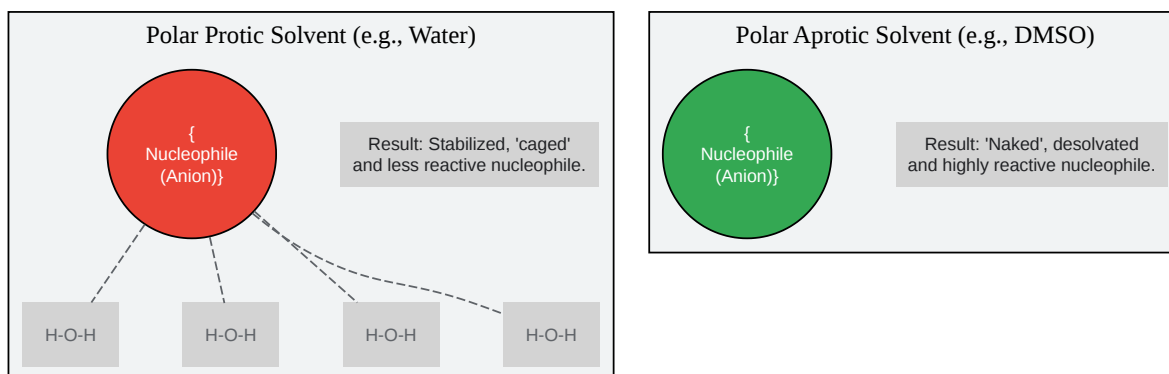 Polar Protic Solvent (e.g., Water)
{
Nucleophile
(Anion)}
Result: Stabilized, 'caged'
and less reactive nucleophile.
H-O-H
H-O-H
H-O-H
H-O-H
Polar Aprotic Solvent (e.g., DMSO)
{
Nucleophile
(Anion)}
Result: 'Naked', desolvated
and highly reactive nucleophile.